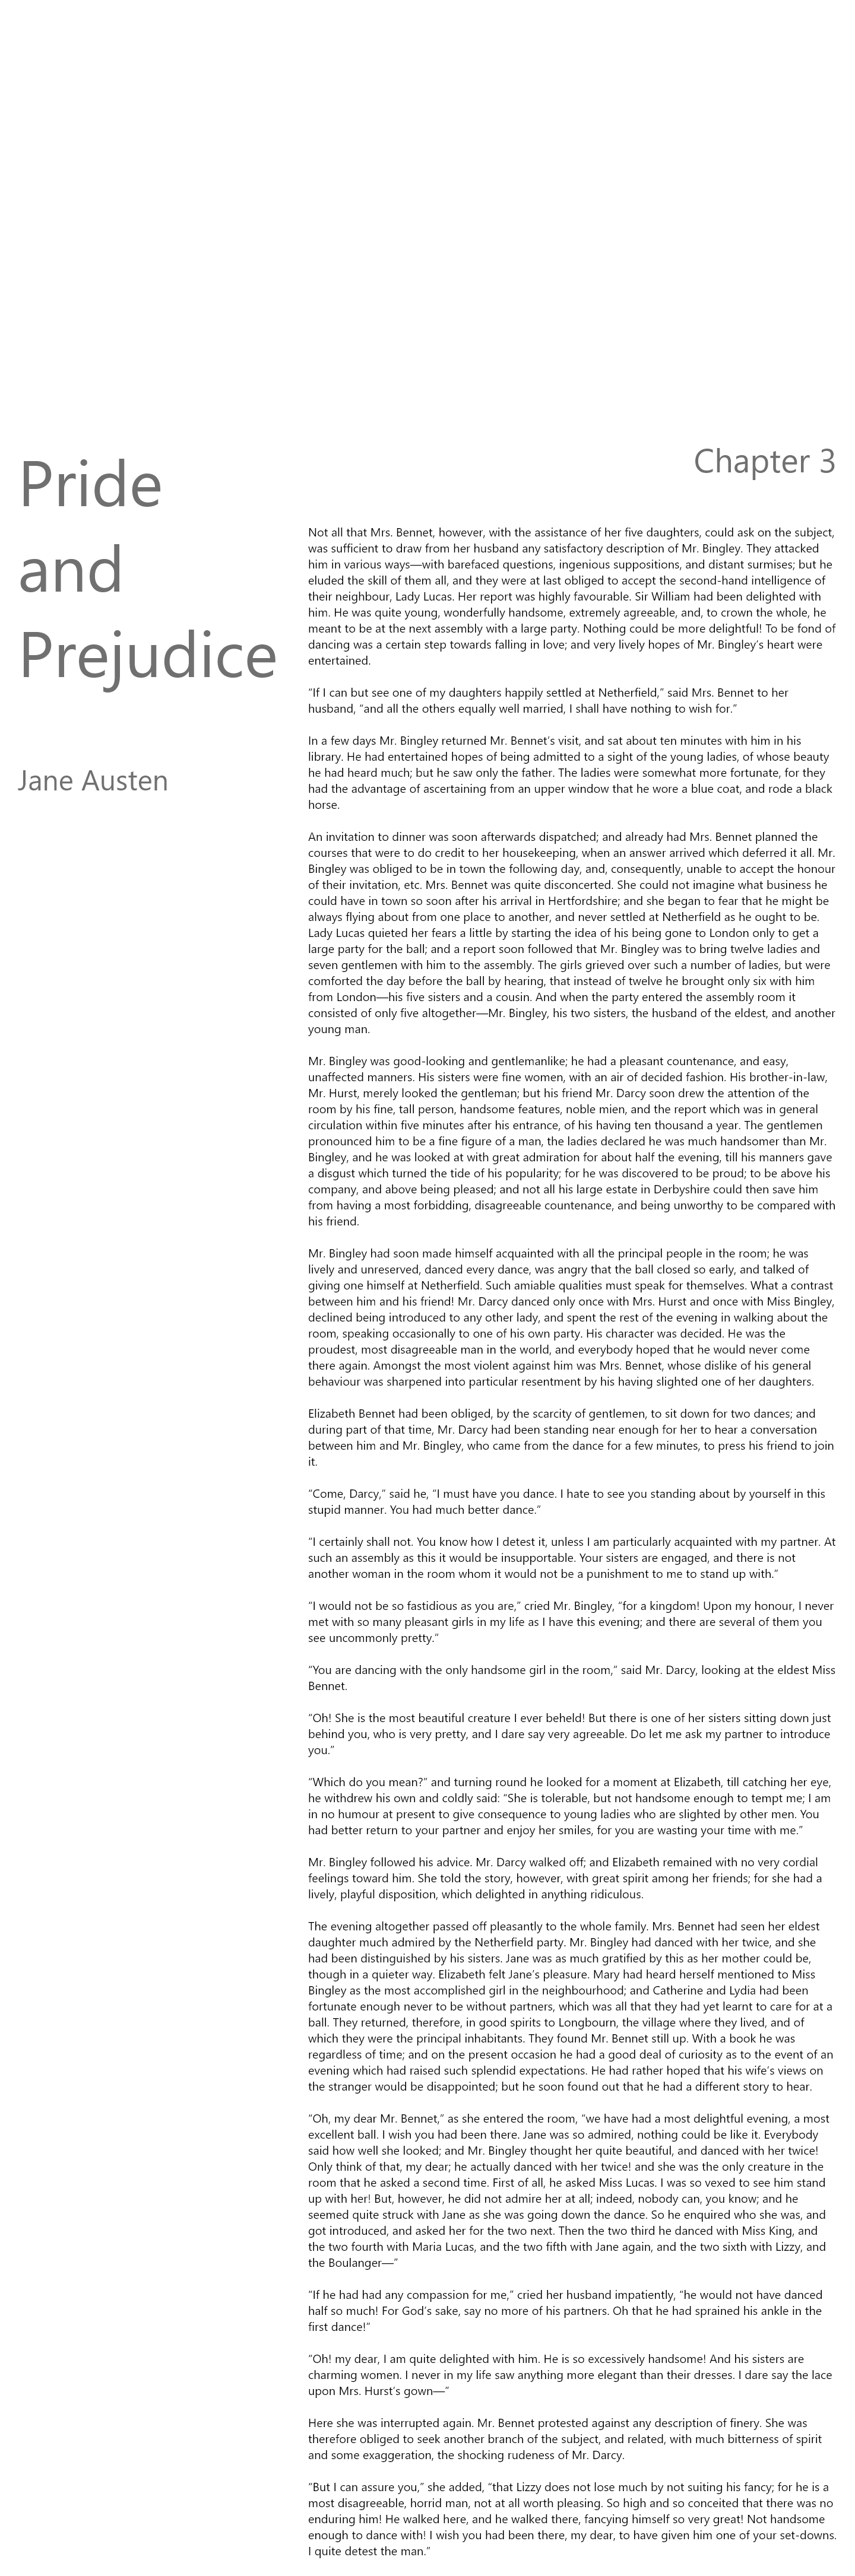 Pride
and
Prejudice
Jane Austen
Chapter 3
Not all that Mrs. Bennet, however, with the assistance of her five daughters, could ask on the subject,
was sufficient to draw from her husband any satisfactory description of Mr. Bingley. They attacked
him in various ways—with barefaced questions, ingenious suppositions, and distant surmises; but he
eluded the skill of them all, and they were at last obliged to accept the second-hand intelligence of
their neighbour, Lady Lucas. Her report was highly favourable. Sir William had been delighted with
him. He was quite young, wonderfully handsome, extremely agreeable, and, to crown the whole, he
meant to be at the next assembly with a large party. Nothing could be more delightful! To be fond of
dancing was a certain step towards falling in love; and very lively hopes of Mr. Bingley’s heart were
entertained.
“If I can but see one of my daughters happily settled at Netherfield,” said Mrs. Bennet to her
husband, “and all the others equally well married, I shall have nothing to wish for.”
In a few days Mr. Bingley returned Mr. Bennet’s visit, and sat about ten minutes with him in his
library. He had entertained hopes of being admitted to a sight of the young ladies, of whose beauty
he had heard much; but he saw only the father. The ladies were somewhat more fortunate, for they
had the advantage of ascertaining from an upper window that he wore a blue coat, and rode a black
horse.
An invitation to dinner was soon afterwards dispatched; and already had Mrs. Bennet planned the
courses that were to do credit to her housekeeping, when an answer arrived which deferred it all. Mr.
Bingley was obliged to be in town the following day, and, consequently, unable to accept the honour
of their invitation, etc. Mrs. Bennet was quite disconcerted. She could not imagine what business he
could have in town so soon after his arrival in Hertfordshire; and she began to fear that he might be
always flying about from one place to another, and never settled at Netherfield as he ought to be.
Lady Lucas quieted her fears a little by starting the idea of his being gone to London only to get a
large party for the ball; and a report soon followed that Mr. Bingley was to bring twelve ladies and
seven gentlemen with him to the assembly. The girls grieved over such a number of ladies, but were
comforted the day before the ball by hearing, that instead of twelve he brought only six with him
from London—his five sisters and a cousin. And when the party entered the assembly room it
consisted of only five altogether—Mr. Bingley, his two sisters, the husband of the eldest, and another
young man.
Mr. Bingley was good-looking and gentlemanlike; he had a pleasant countenance, and easy,
unaffected manners. His sisters were fine women, with an air of decided fashion. His brother-in-law,
Mr. Hurst, merely looked the gentleman; but his friend Mr. Darcy soon drew the attention of the
room by his fine, tall person, handsome features, noble mien, and the report which was in general
circulation within five minutes after his entrance, of his having ten thousand a year. The gentlemen
pronounced him to be a fine figure of a man, the ladies declared he was much handsomer than Mr.
Bingley, and he was looked at with great admiration for about half the evening, till his manners gave
a disgust which turned the tide of his popularity; for he was discovered to be proud; to be above his
company, and above being pleased; and not all his large estate in Derbyshire could then save him
from having a most forbidding, disagreeable countenance, and being unworthy to be compared with
his friend.
Mr. Bingley had soon made himself acquainted with all the principal people in the room; he was
lively and unreserved, danced every dance, was angry that the ball closed so early, and talked of
giving one himself at Netherfield. Such amiable qualities must speak for themselves. What a contrast
between him and his friend! Mr. Darcy danced only once with Mrs. Hurst and once with Miss Bingley,
declined being introduced to any other lady, and spent the rest of the evening in walking about the
room, speaking occasionally to one of his own party. His character was decided. He was the
proudest, most disagreeable man in the world, and everybody hoped that he would never come
there again. Amongst the most violent against him was Mrs. Bennet, whose dislike of his general
behaviour was sharpened into particular resentment by his having slighted one of her daughters.
Elizabeth Bennet had been obliged, by the scarcity of gentlemen, to sit down for two dances; and
during part of that time, Mr. Darcy had been standing near enough for her to hear a conversation
between him and Mr. Bingley, who came from the dance for a few minutes, to press his friend to join
it.
“Come, Darcy,” said he, “I must have you dance. I hate to see you standing about by yourself in this
stupid manner. You had much better dance.”
“I certainly shall not. You know how I detest it, unless I am particularly acquainted with my partner. At
such an assembly as this it would be insupportable. Your sisters are engaged, and there is not
another woman in the room whom it would not be a punishment to me to stand up with.”
“I would not be so fastidious as you are,” cried Mr. Bingley, “for a kingdom! Upon my honour, I never
met with so many pleasant girls in my life as I have this evening; and there are several of them you
see uncommonly pretty.”
“You are dancing with the only handsome girl in the room,” said Mr. Darcy, looking at the eldest Miss
Bennet.
“Oh! She is the most beautiful creature I ever beheld! But there is one of her sisters sitting down just
behind you, who is very pretty, and I dare say very agreeable. Do let me ask my partner to introduce
you.”
“Which do you mean?” and turning round he looked for a moment at Elizabeth, till catching her eye,
he withdrew his own and coldly said: “She is tolerable, but not handsome enough to tempt me; I am
in no humour at present to give consequence to young ladies who are slighted by other men. You
had better return to your partner and enjoy her smiles, for you are wasting your time with me.”
Mr. Bingley followed his advice. Mr. Darcy walked off; and Elizabeth remained with no very cordial
feelings toward him. She told the story, however, with great spirit among her friends; for she had a
lively, playful disposition, which delighted in anything ridiculous.
The evening altogether passed off pleasantly to the whole family. Mrs. Bennet had seen her eldest
daughter much admired by the Netherfield party. Mr. Bingley had danced with her twice, and she
had been distinguished by his sisters. Jane was as much gratified by this as her mother could be,
though in a quieter way. Elizabeth felt Jane’s pleasure. Mary had heard herself mentioned to Miss
Bingley as the most accomplished girl in the neighbourhood; and Catherine and Lydia had been
fortunate enough never to be without partners, which was all that they had yet learnt to care for at a
ball. They returned, therefore, in good spirits to Longbourn, the village where they lived, and of
which they were the principal inhabitants. They found Mr. Bennet still up. With a book he was
regardless of time; and on the present occasion he had a good deal of curiosity as to the event of an
evening which had raised such splendid expectations. He had rather hoped that his wife’s views on
the stranger would be disappointed; but he soon found out that he had a different story to hear.
“Oh, my dear Mr. Bennet,” as she entered the room, “we have had a most delightful evening, a most
excellent ball. I wish you had been there. Jane was so admired, nothing could be like it. Everybody
said how well she looked; and Mr. Bingley thought her quite beautiful, and danced with her twice!
Only think of that, my dear; he actually danced with her twice! and she was the only creature in the
room that he asked a second time. First of all, he asked Miss Lucas. I was so vexed to see him stand
up with her! But, however, he did not admire her at all; indeed, nobody can, you know; and he
seemed quite struck with Jane as she was going down the dance. So he enquired who she was, and
got introduced, and asked her for the two next. Then the two third he danced with Miss King, and
the two fourth with Maria Lucas, and the two fifth with Jane again, and the two sixth with Lizzy, and
the Boulanger—”
“If he had had any compassion for me,” cried her husband impatiently, “he would not have danced
half so much! For God’s sake, say no more of his partners. Oh that he had sprained his ankle in the
first dance!”
“Oh! my dear, I am quite delighted with him. He is so excessively handsome! And his sisters are
charming women. I never in my life saw anything more elegant than their dresses. I dare say the lace
upon Mrs. Hurst’s gown—”
Here she was interrupted again. Mr. Bennet protested against any description of finery. She was
therefore obliged to seek another branch of the subject, and related, with much bitterness of spirit
and some exaggeration, the shocking rudeness of Mr. Darcy.
“But I can assure you,” she added, “that Lizzy does not lose much by not suiting his fancy; for he is a
most disagreeable, horrid man, not at all worth pleasing. So high and so conceited that there was no
enduring him! He walked here, and he walked there, fancying himself so very great! Not handsome
enough to dance with! I wish you had been there, my dear, to have given him one of your set-downs.
I quite detest the man.”